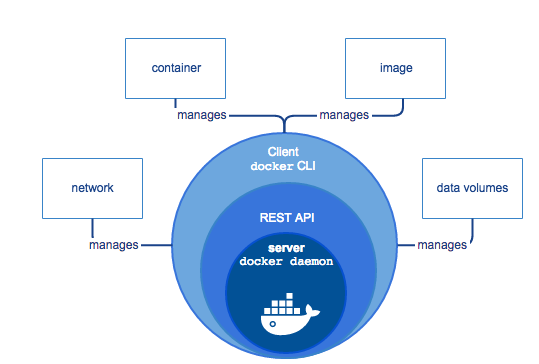 container
image
manages
manages
Client
docker CLI
network
data volumes
REST API
manages
manages
server
docker daemon